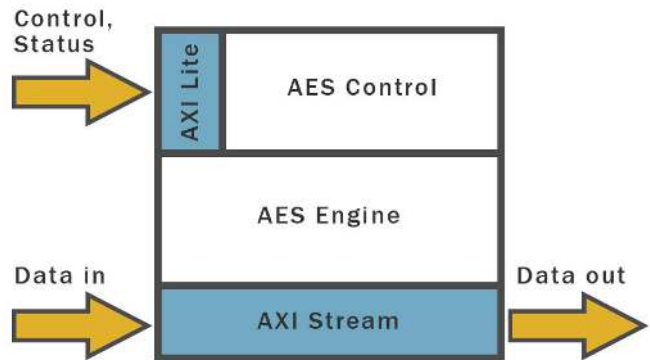 Control,
Status
AXI Lite
AES Control
AES Engine
Data in
AXI Stream
Data out